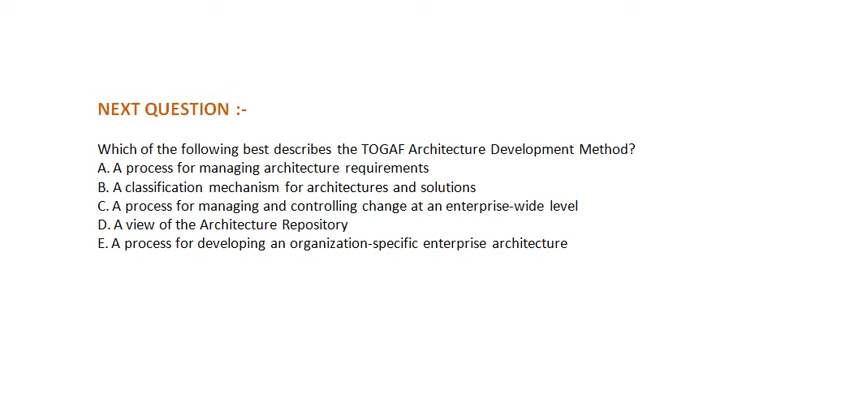 NEXT QUESTION :-
Which of the following best describes the TOGAF Architecture Development Method?
A. A process for managing architecture requirements
B. A classification mechanism for architectures and solutions
C. A process for managing and controlling change at an enterprise-wide level
D. A view of the Architecture Repository
E. A process for developing an organization-specific enterprise architecture